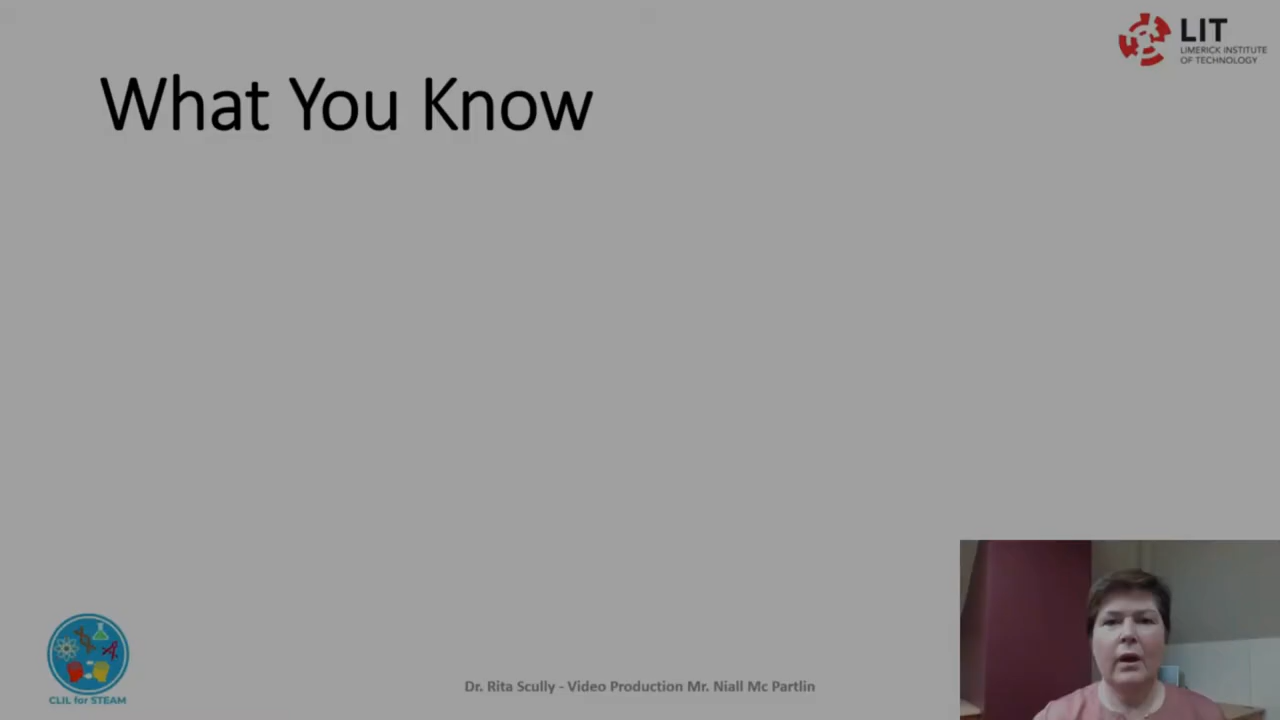 LIT
LIMERICK INSTITUTE
OF TECHNOLOGY
What You Know
CLIL for STEAM
Dr. Rita Scully - Video Production Mr. Niall Mc Partlin